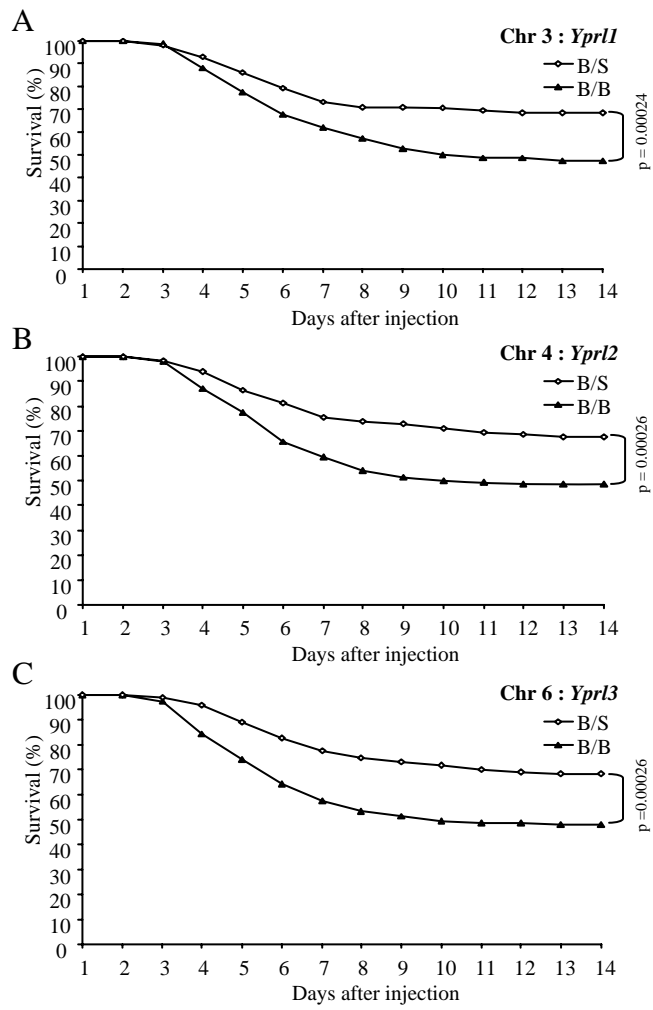 A
Chr 3 : Yprl1
B/S
B/B
Survival (%)
100
90
80
70
60
50
40
30
20
10
0
p = 0.00024
1 2 3 4 5 6 7 8 9 10 11 12 13 14
Days after injection
B
Chr 4 : Yprl2
B/S
B/B
Survival (%)
100
90
80
70
60
50
40
30
20
10
0
p = 0.00026
1 2 3 4 5 6 7 8 9 10 11 12 13 14
Days after injection
C
Chr 6 : Yprl3
B/S
B/B
Survival (%)
100
90
80
70
60
50
40
30
20
10
0
p =0.00026
1 2 3 4 5 6 7 8 9 10 11 12 13 14
Days after injection